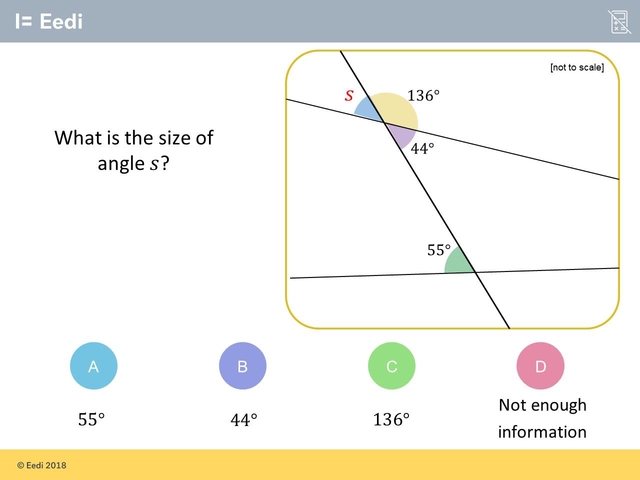 I= Eedi
[not to scale]
s
136°
What is the size of
angle s?
44°
55°
A
B
C
D
55°
44°
136°
Not enough
information
© Eedi 2018